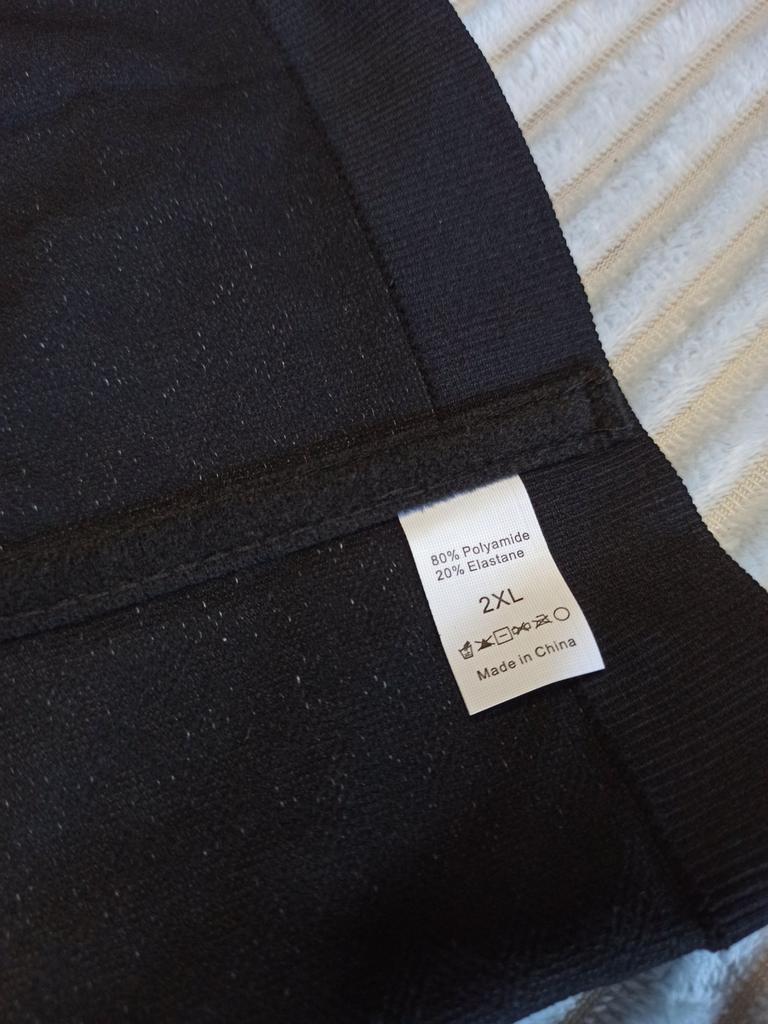 80% Polyamide
20% Elastane
2XL
Made in China